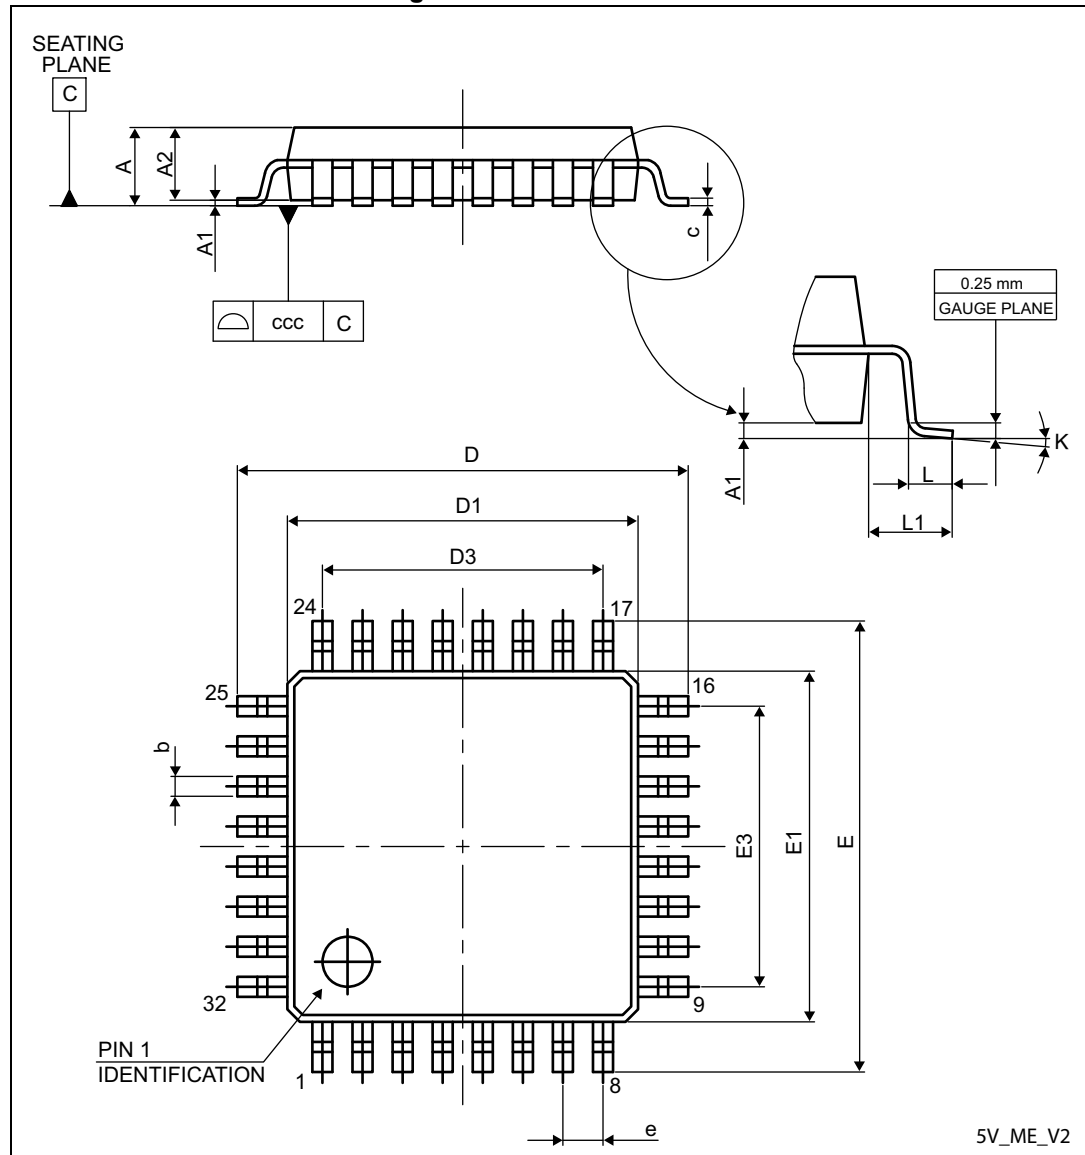 SEATING
PLANE
C
A
A2
A1
c
ccc C
0.25 mm
GAUGE PLANE
K
A1
L
L1
D
D1
D3
24
17
25
16
b
E3
E1
E
32
9
PIN 1
IDENTIFICATION
1
8
e
5V_ME_V2